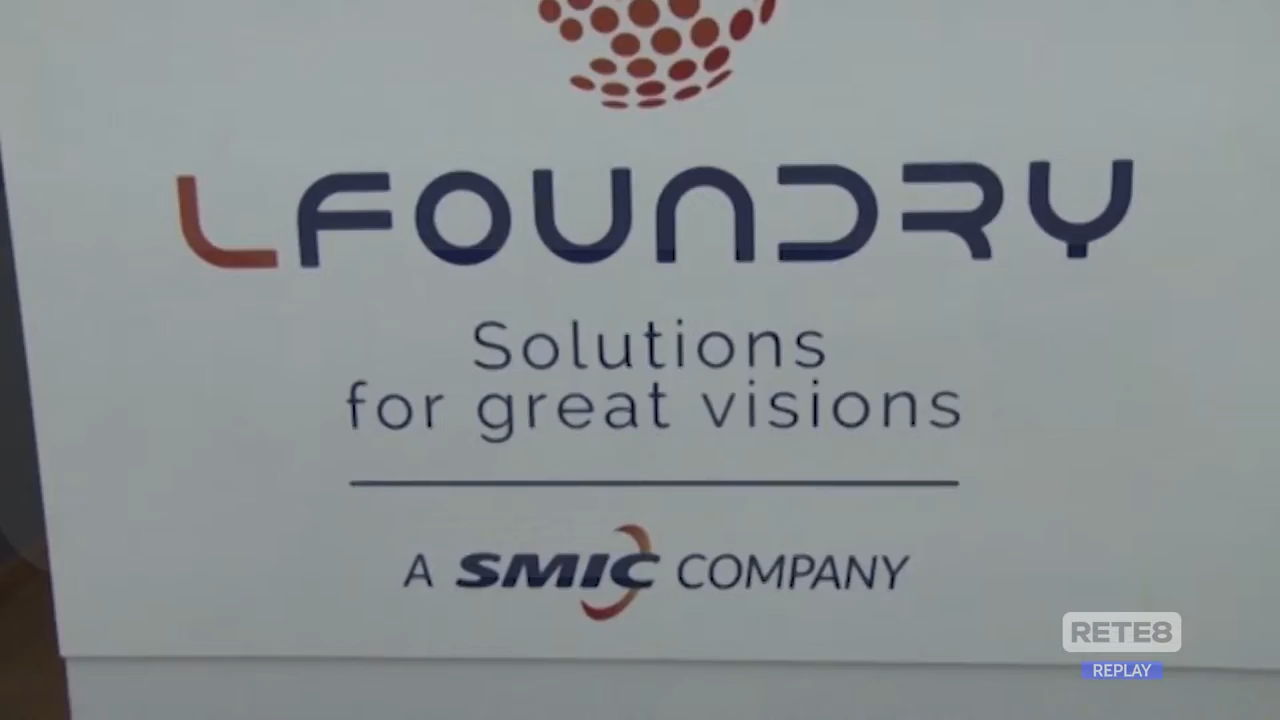 LFOUNDRY
Solutions
for great visions
A SMIC COMPANY
RETE8
REPLAY